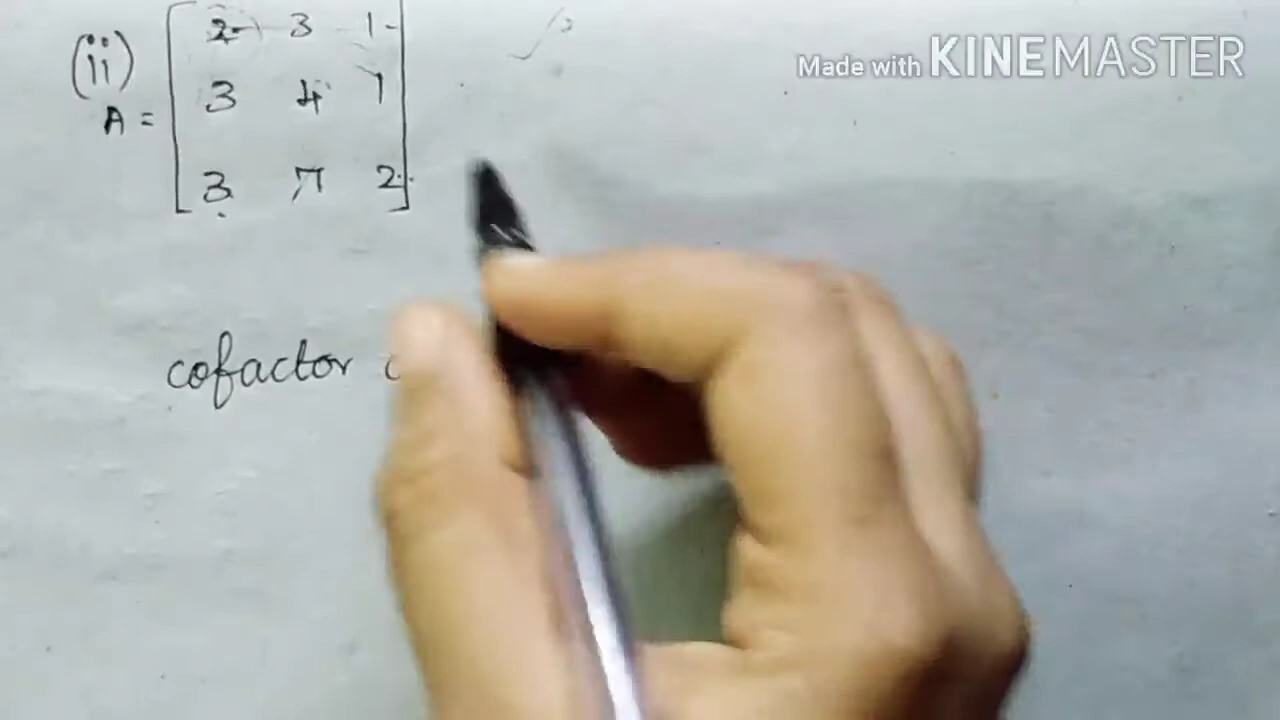 Made with KINEMASTER
(ii)
A = [ 2 3 1
3 4 1
3 7 2 ]
cofactor